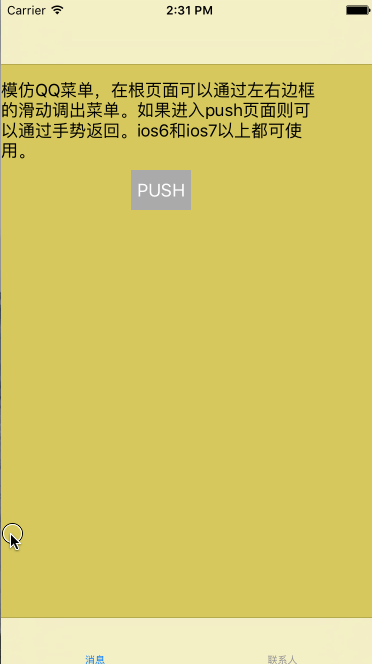 Carrier 2:31 PM
模仿QQ菜单，在根页面可以通过左右边框
的滑动调出菜单。如果进入push页面则可
以通过手势返回。ios6和ios7以上都可使
用。
PUSH
消息 联系人